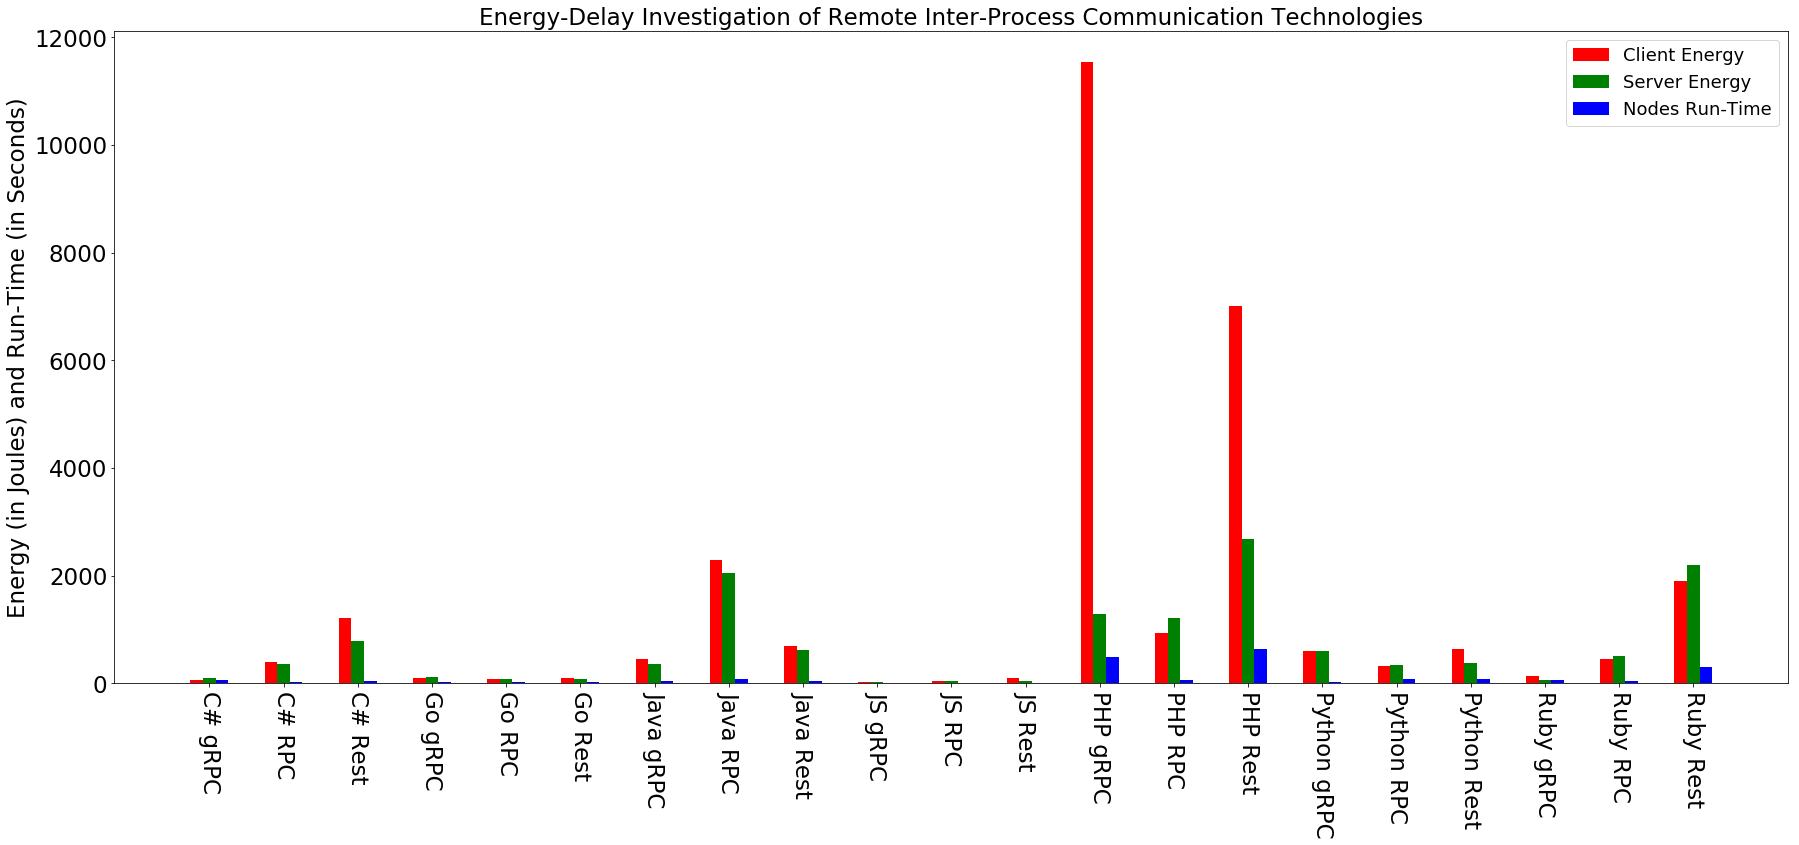 Energy-Delay Investigation of Remote Inter-Process Communication Technologies
Energy (in Joules) and Run-Time (in Seconds)
12000
10000
8000
6000
4000
2000
0
Client Energy
Server Energy
Nodes Run-Time
C# gRPC
C# RPC
C# Rest
Go gRPC
Go RPC
Go Rest
Java gRPC
Java RPC
Java Rest
JS gRPC
JS RPC
JS Rest
PHP gRPC
PHP RPC
PHP Rest
Python gRPC
Python RPC
Python Rest
Ruby gRPC
Ruby RPC
Ruby Rest